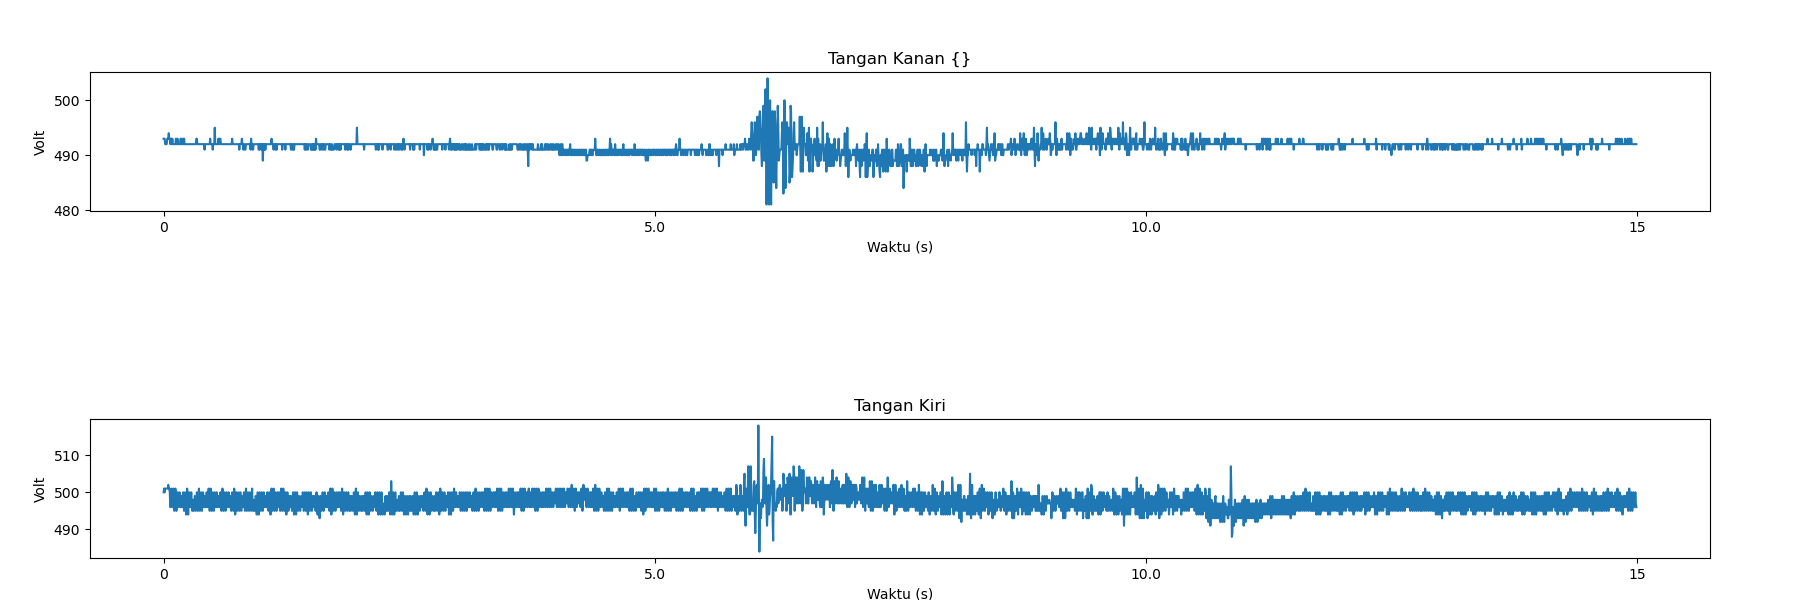 Tangan Kanan {}
Volt
500
490
480
0 5.0 10.0 15
Waktu (s)
Tangan Kiri
Volt
510
500
490
0 5.0 10.0 15
Waktu (s)